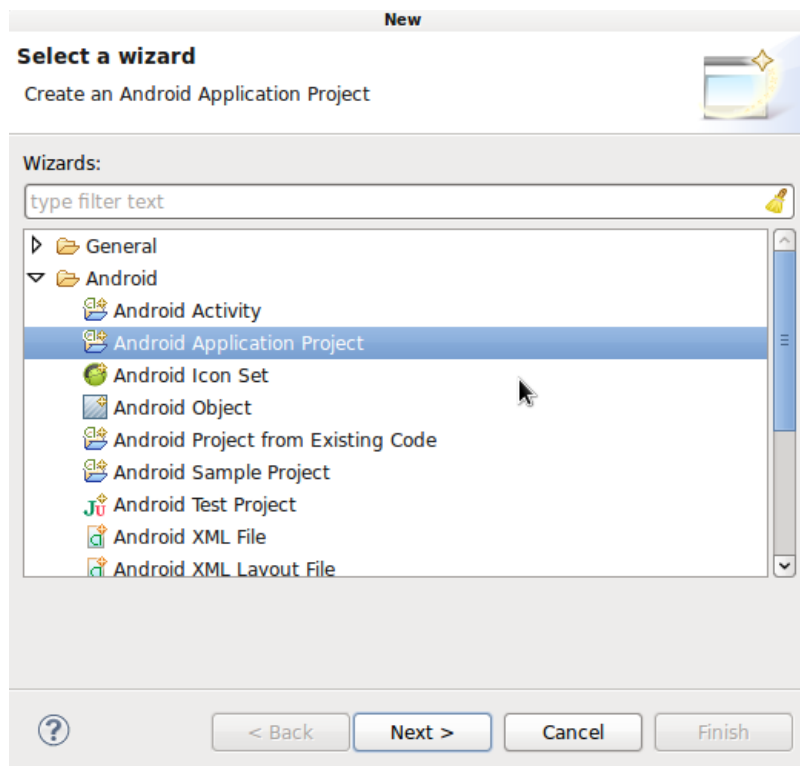 New
Select a wizard
Create an Android Application Project
Wizards:
type filter text
General
Android
Android Activity
Android Application Project
Android Icon Set
Android Object
Android Project from Existing Code
Android Sample Project
Android Test Project
Android XML File
Android XML Layout File
? < Back Next > Cancel Finish